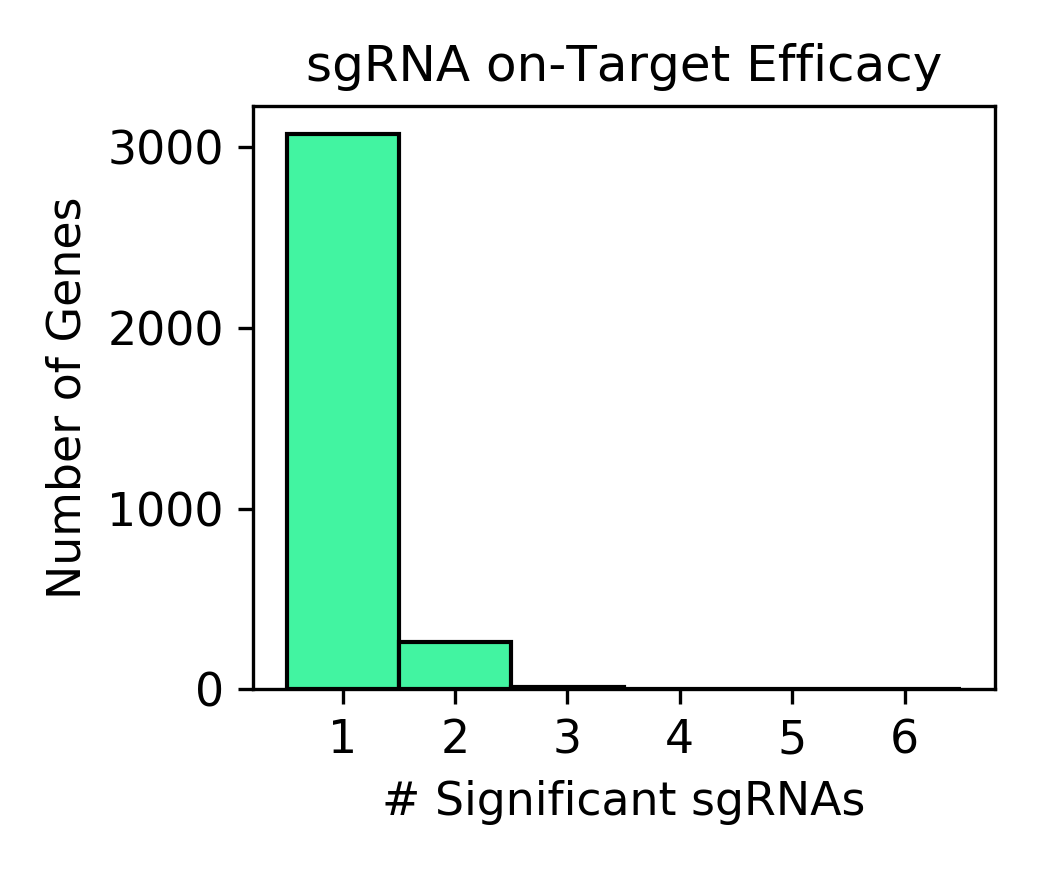 sgRNA on-Target Efficacy
Number of Genes
3000
2000
1000
0
1 2 3 4 5 6
# Significant sgRNAs